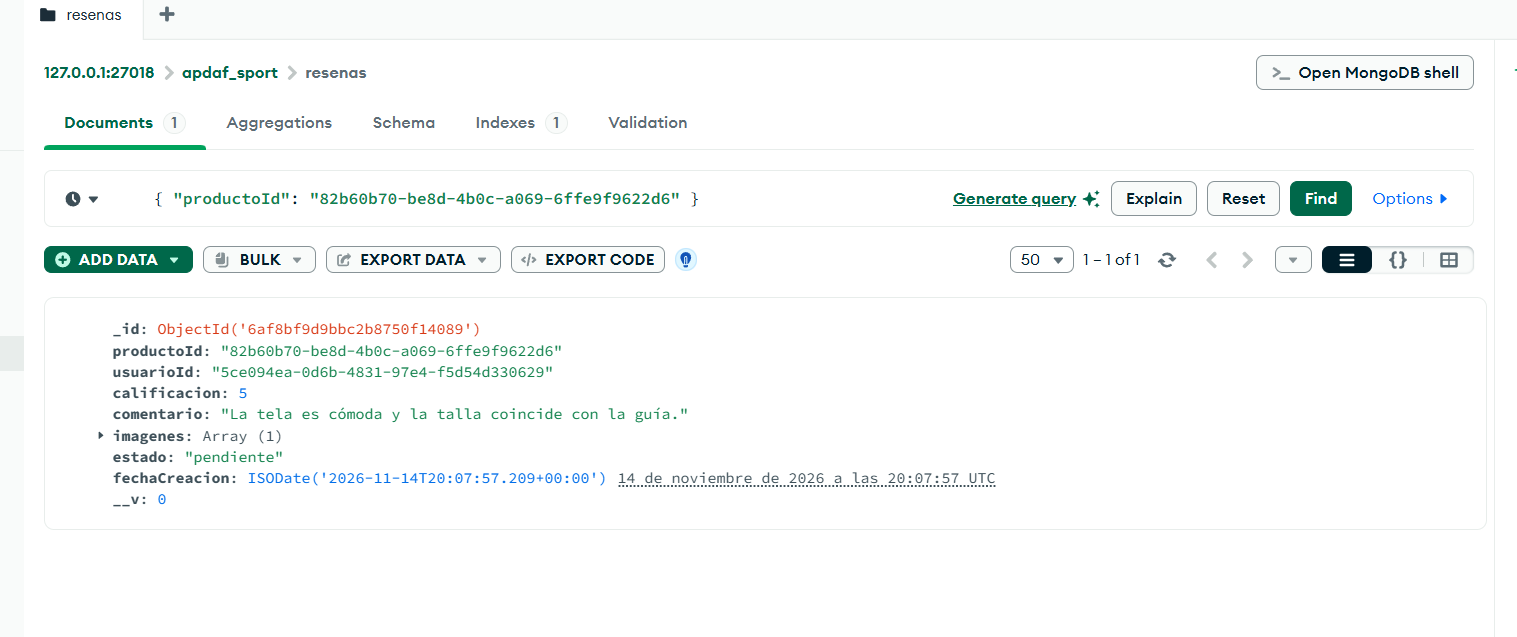 resenas
127.0.0.1:27018 > apdaf_sport > resenas
>_ Open MongoDB shell
Documents 1 Aggregations Schema Indexes 1 Validation
{ "productoId": "82b60b70-be8d-4b0c-a069-6ffe9f9622d6" } Generate query Explain Reset Find Options
ADD DATA BULK EXPORT DATA </> EXPORT CODE 50 1 – 1 of 1 {}
_id: ObjectId('6af8bf9d9bbc2b8750f14089')
productoId: "82b60b70-be8d-4b0c-a069-6ffe9f9622d6"
usuarioId: "5ce094ea-0d6b-4831-97e4-f5d54d330629"
calificacion: 5
comentario: "La tela es cómoda y la talla coincide con la guía."
imagenes: Array (1)
estado: "pendiente"
fechaCreacion: ISODate('2026-11-14T20:07:57.209+00:00') 14 de noviembre de 2026 a las 20:07:57 UTC
__v: 0